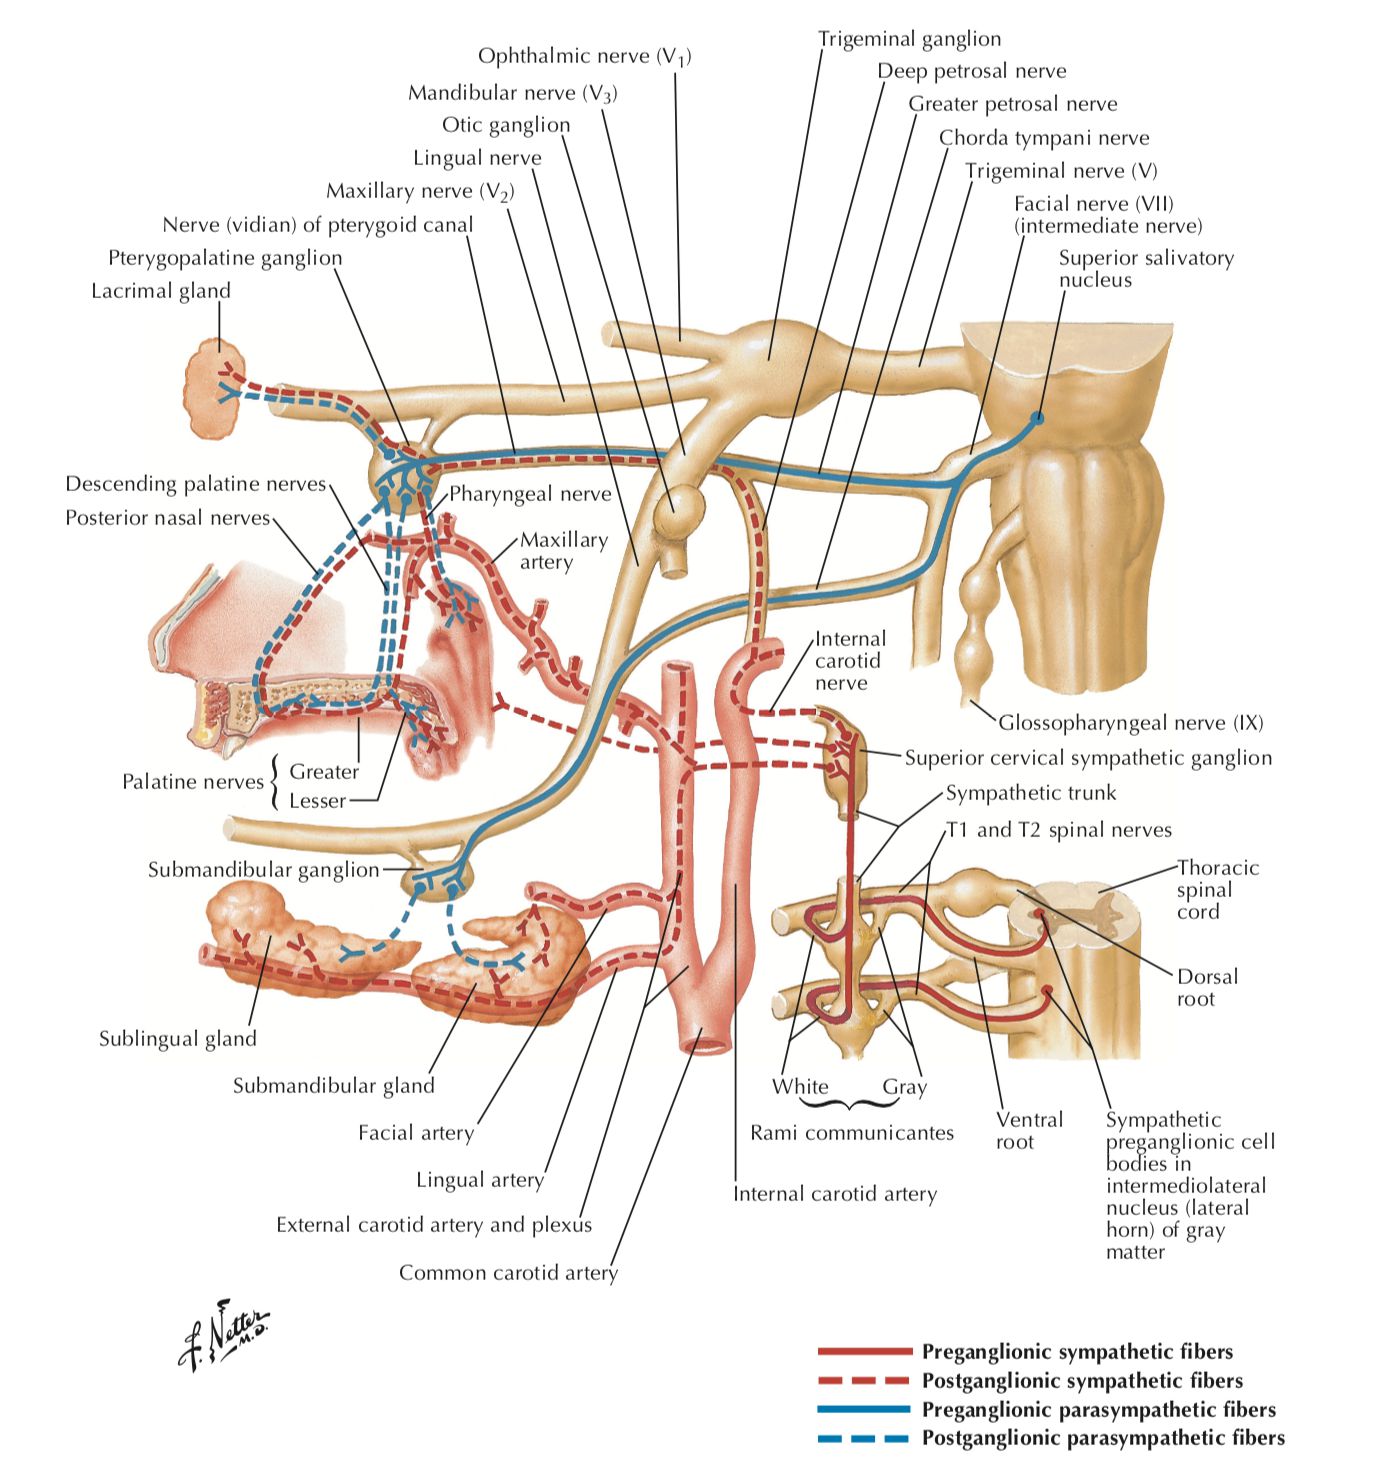 Ophthalmic nerve (V1)
Mandibular nerve (V3)
Otic ganglion
Lingual nerve
Maxillary nerve (V2)
Nerve (vidian) of pterygoid canal
Pterygopalatine ganglion
Lacrimal gland
Trigeminal ganglion
Deep petrosal nerve
Greater petrosal nerve
Chorda tympani nerve
Trigeminal nerve (V)
Facial nerve (VII)
(intermediate nerve)
Superior salivatory
nucleus
Descending palatine nerves
Posterior nasal nerves
Pharyngeal nerve
Maxillary
artery
Internal
carotid
nerve
Glossopharyngeal nerve (IX)
Superior cervical sympathetic ganglion
Palatine nerves
Greater
Lesser
Sympathetic trunk
T1 and T2 spinal nerves
Submandibular ganglion
Thoracic
spinal
cord
Dorsal
root
Sublingual gland
Submandibular gland
Facial artery
Lingual artery
External carotid artery and plexus
Common carotid artery
White
Gray
Rami communicantes
Internal carotid artery
Ventral
root
Sympathetic
preganglionic cell
bodies in
intermediolateral
nucleus (lateral
horn) of gray
matter
F. Netter
M.D.
Preganglionic sympathetic fibers
Postganglionic sympathetic fibers
Preganglionic parasympathetic fibers
Postganglionic parasympathetic fibers